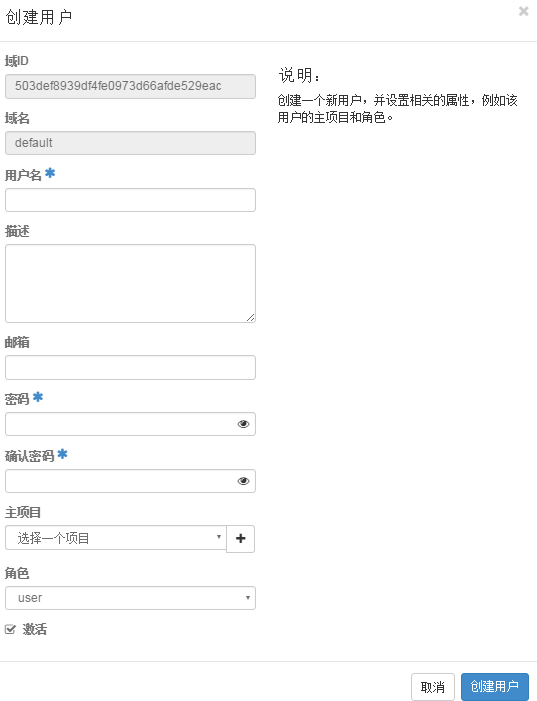 创建用户
×
域ID
503def8939df4fe0973d66afde529eac
域名
default
用户名 *
描述
邮箱
密码 *
确认密码 *
主项目
选择一个项目
+
角色
user
激活
说明：
创建一个新用户，并设置相关的属性，例如该
用户的主项目和角色。
取消
创建用户